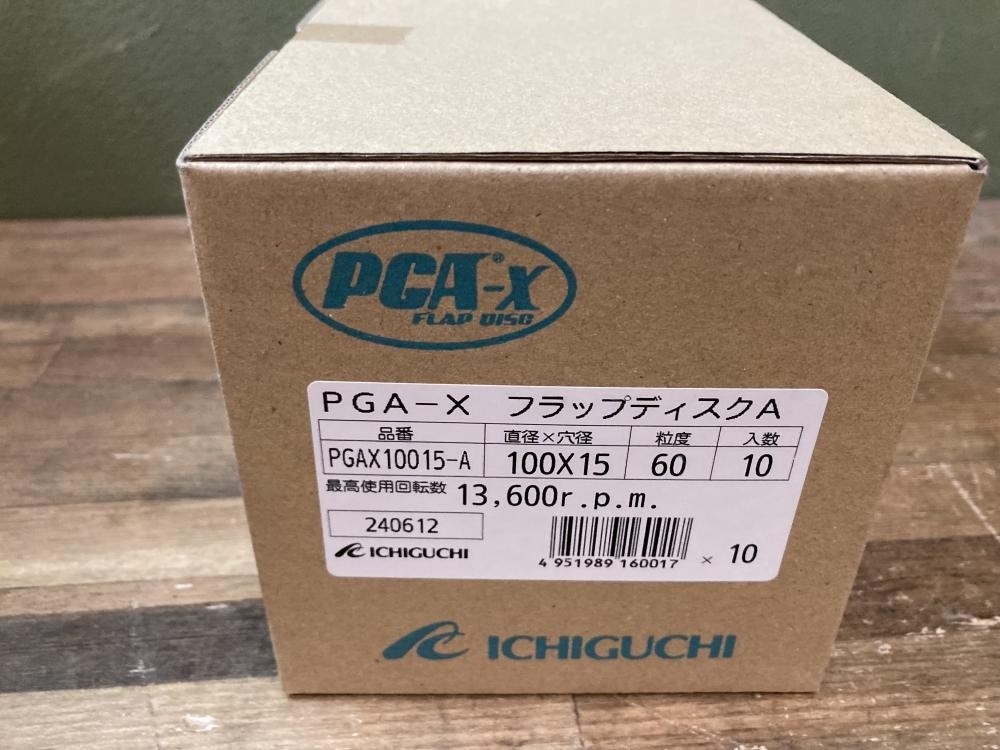 PGA®-X
FLAP DISC
PGA-X フラップディスクA
品番 直径×穴径 粒度 入数
PGAX10015-A 100X15 60 10
最高使用回転数 13,600r.p.m.
240612
ICHIGUCHI
4 951989 160017 × 10
ICHIGUCHI